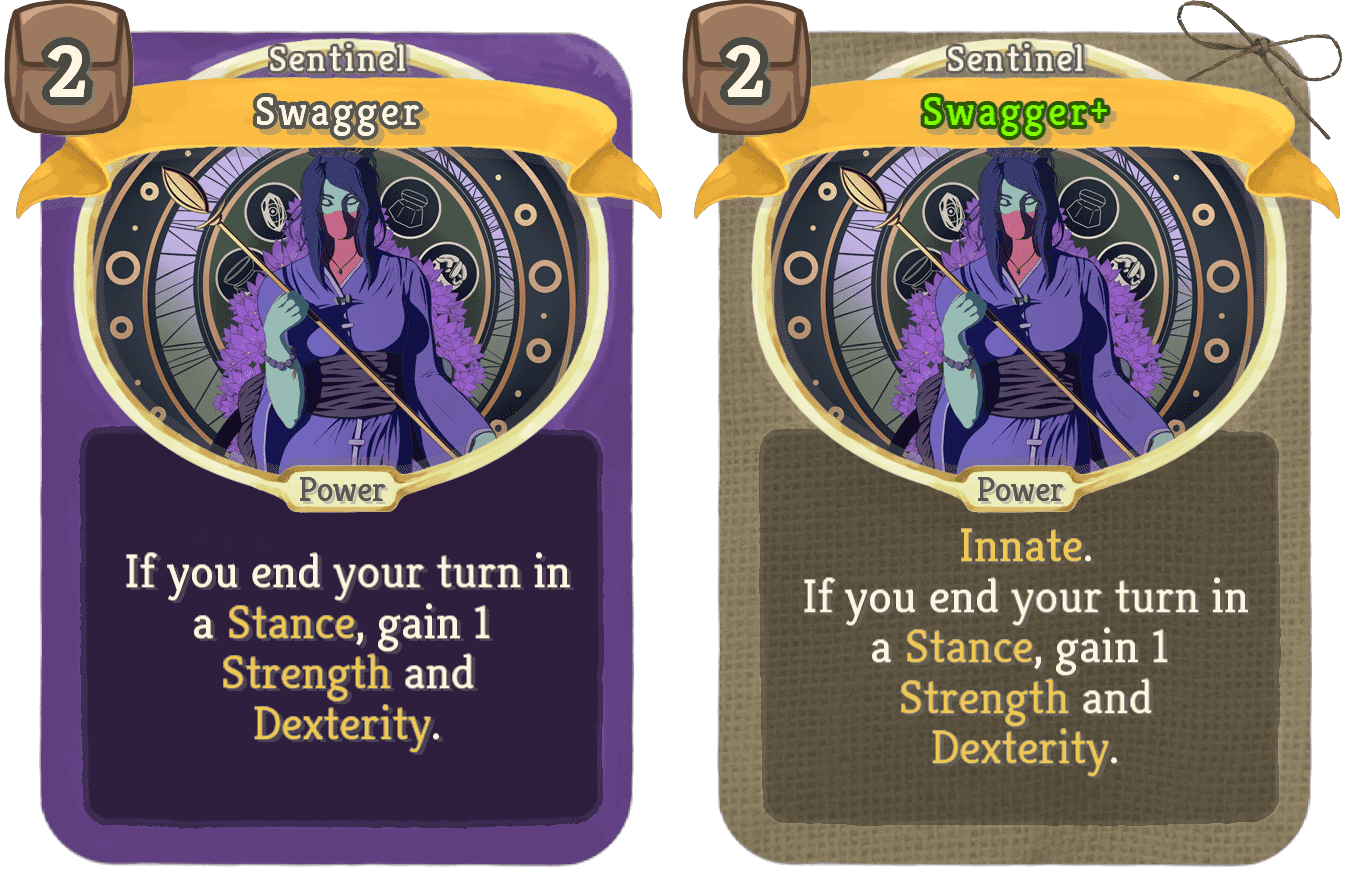 2
Sentinel
Swagger
Power
If you end your turn in
a Stance, gain 1
Strength and
Dexterity.
2
Sentinel
Swagger+
Power
Innate.
If you end your turn in
a Stance, gain 1
Strength and
Dexterity.